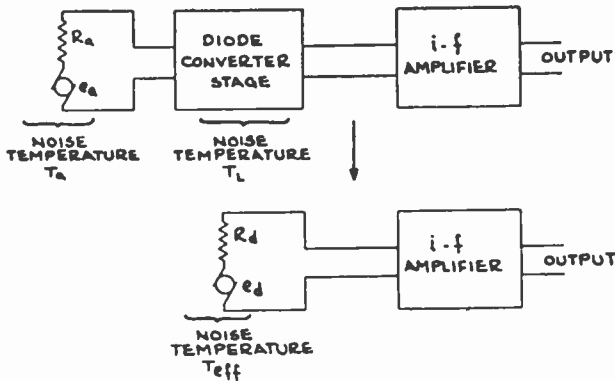 Ra
ea
DIODE
CONVERTER
STAGE
i-f
AMPLIFIER
OUTPUT
NOISE
TEMPERATURE
Ta
NOISE
TEMPERATURE
TL
Rd
ed
i-f
AMPLIFIER
OUTPUT
NOISE
TEMPERATURE
Teff